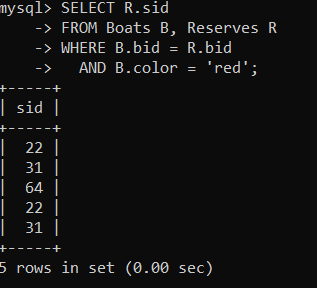 mysql> SELECT R.sid
    -> FROM Boats B, Reserves R
    -> WHERE B.bid = R.bid
    ->   AND B.color = 'red';
+-----+
| sid |
+-----+
|  22 |
|  31 |
|  64 |
|  22 |
|  31 |
+-----+
5 rows in set (0.00 sec)